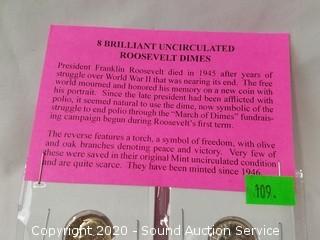 8 BRILLIANT UNCIRCULATED
ROOSEVELT DIMES
President Franklin Roosevelt died in 1945 after years of
struggle over World War II that was nearing its end. The free
world mourned and honored his memory on a new coin with
his portrait. Since the late president had been afflicted with
polio, it seemed natural to use the dime, now symbolic of the
struggle to end polio through the “March of Dimes” fundrais-
ing campaign begun during Roosevelt's first term.
The reverse features a torch, a symbol of freedom, with olive
and oak branches denoting peace and victory. Very few of
these were saved in their original Mint uncirculated condition
and are quite scarce. They have been minted since 1946.
109.
Copyright 2020 - Sound Auction Service